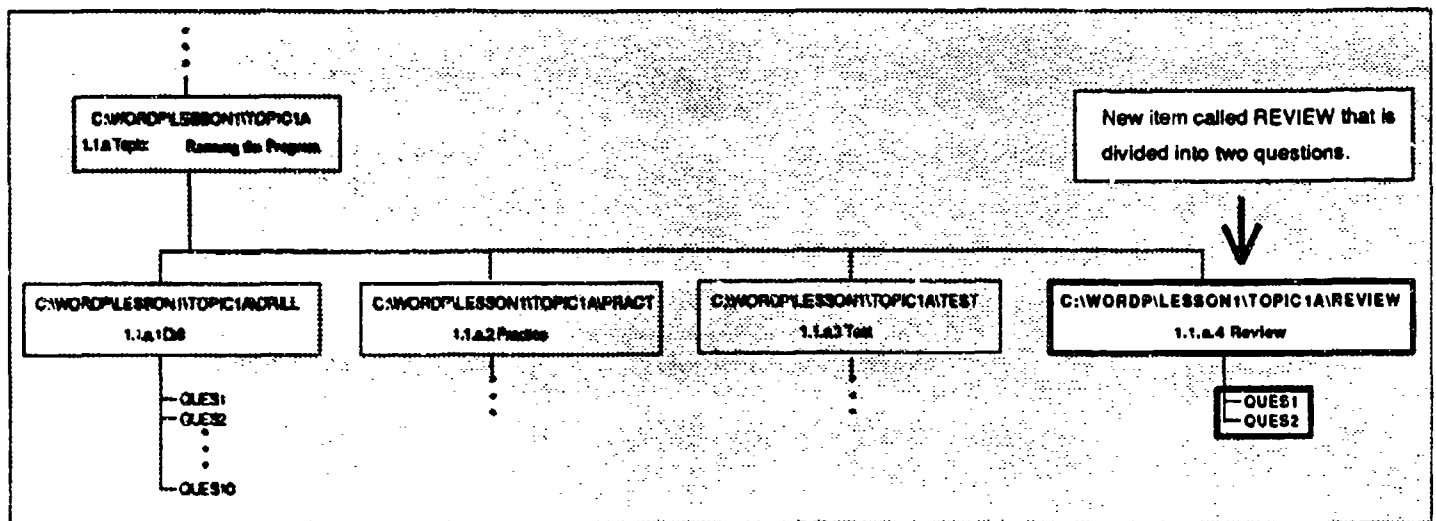 C:\WORDP\LESSON1\TOPIC1A
1.1.a Topic: Running the Program
New item called REVIEW that is
divided into two questions.
C:\WORDP\LESSON1\TOPIC1A\DRILL
1.1.a.1 Drill
C:\WORDP\LESSON1\TOPIC1A\PRACT
1.1.a.2 Practice
C:\WORDP\LESSON1\TOPIC1A\TEST
1.1.a.3 Test
C:\WORDP\LESSON1\TOPIC1A\REVIEW
1.1.a.4 Review
QUES1
QUES2
QUES10
QUES1
QUES2